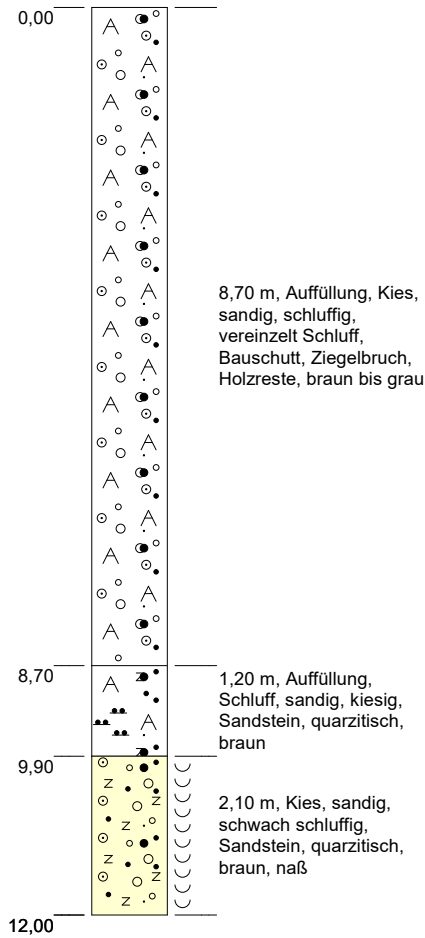 0,00
8,70 m, Auffüllung, Kies,
sandig, schluffig,
vereinzelt Schluff,
Bauschutt, Ziegelbruch,
Holzreste, braun bis grau
8,70
1,20 m, Auffüllung,
Schluff, sandig, kiesig,
Sandstein, quarzitisch,
braun
9,90
2,10 m, Kies, sandig,
schwach schluffig,
Sandstein, quarzitisch,
braun, naß
12,00